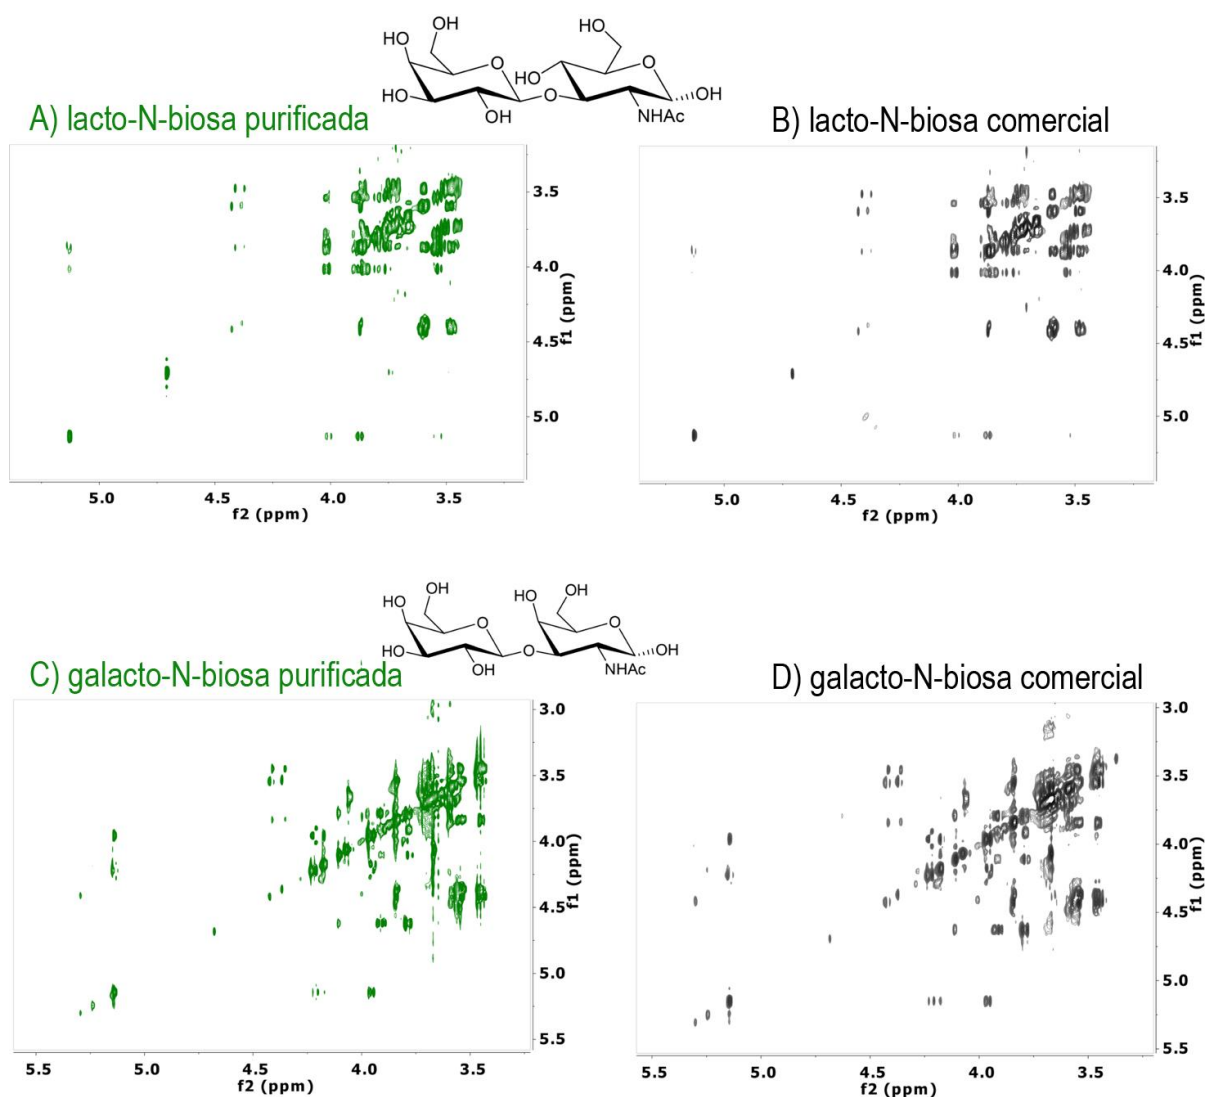 OH
OH
HO
HO
O
O
HO
HO
O
OH
OH
NHAc
A) lacto-N-biosa purificada
B) lacto-N-biosa comercial
3.5
4.0
4.5
5.0
f1 (ppm)
5.0 4.5 4.0 3.5
f2 (ppm)
3.5
4.0
4.5
5.0
f1 (ppm)
5.0 4.5 4.0 3.5
f2 (ppm)
OH
OH
HO
HO
O
O
HO
O
OH
OH
NHAc
C) galacto-N-biosa purificada
D) galacto-N-biosa comercial
3.0
3.5
4.0
4.5
5.0
5.5
f1 (ppm)
5.5 5.0 4.5 4.0 3.5
f2 (ppm)
3.0
3.5
4.0
4.5
5.0
5.5
f1 (ppm)
5.5 5.0 4.5 4.0 3.5
f2 (ppm)